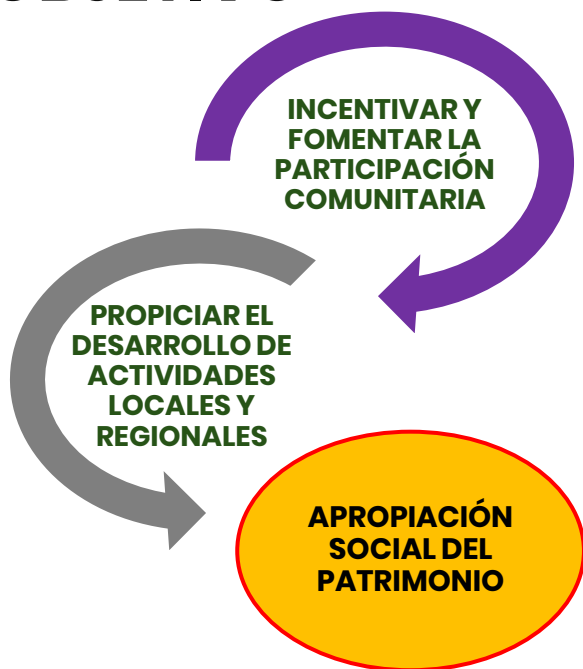 INCENTIVAR Y
FOMENTAR LA
PARTICIPACIÓN
COMUNITARIA
PROPICIAR EL
DESARROLLO DE
ACTIVIDADES
LOCALES Y
REGIONALES
APROPIACIÓN
SOCIAL DEL
PATRIMONIO